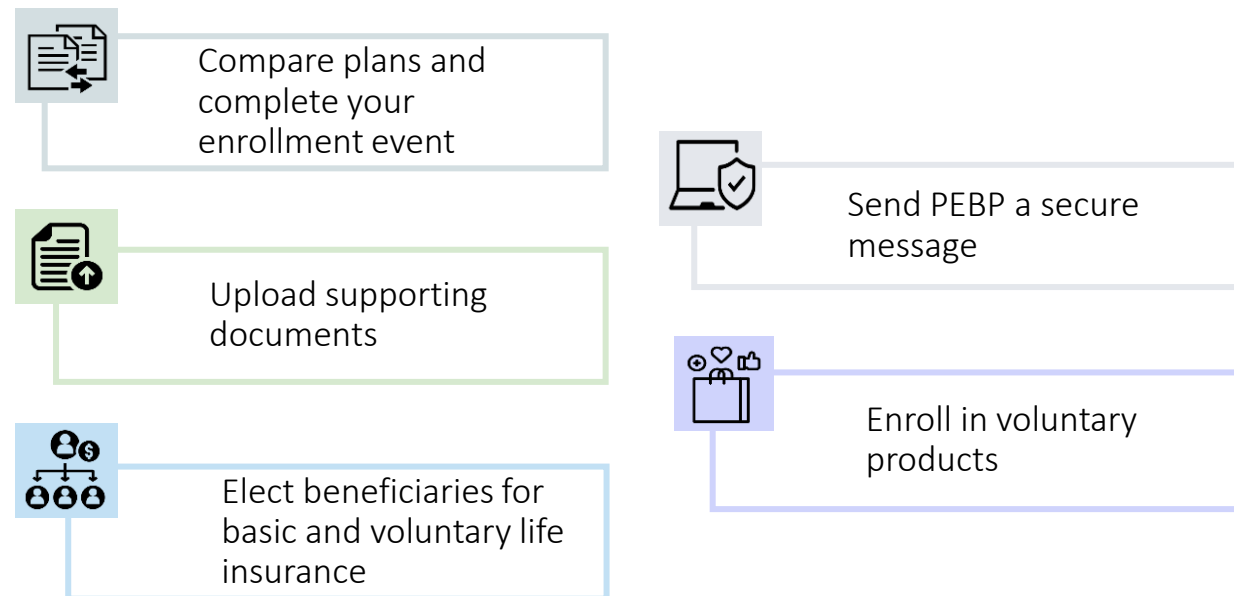 Compare plans and
complete your
enrollment event
Upload supporting
documents
Elect beneficiaries for
basic and voluntary life
insurance
Send PEBP a secure
message
Enroll in voluntary
products